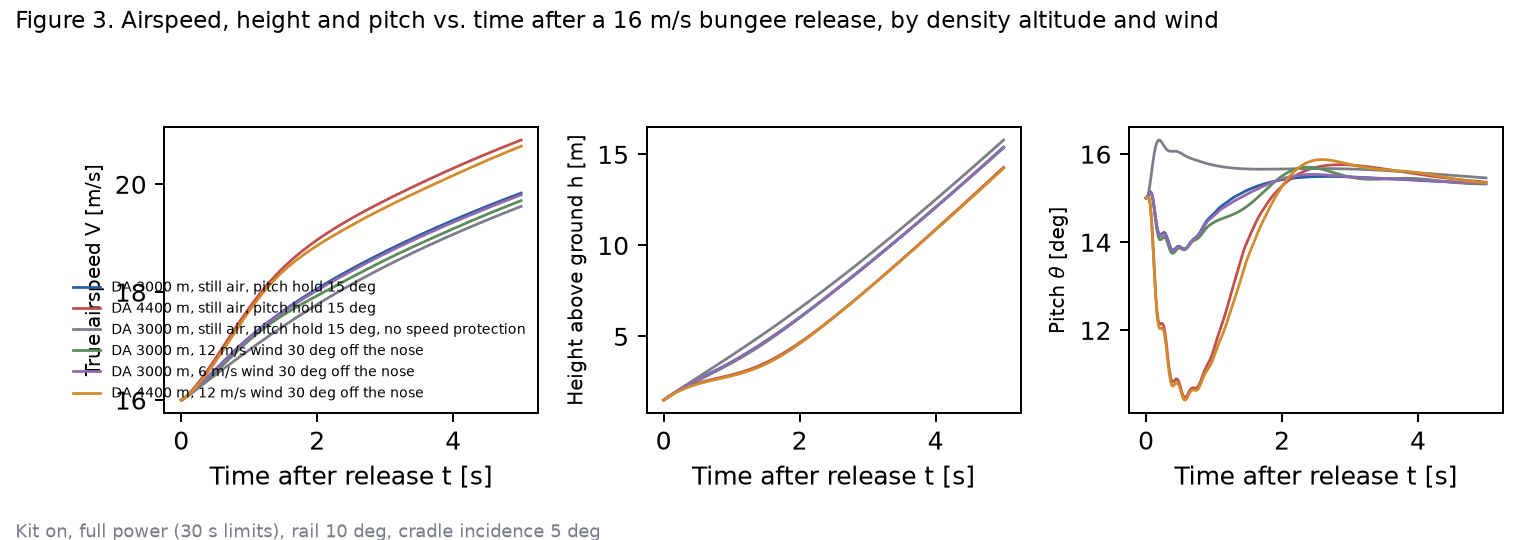 Figure 3. Airspeed, height and pitch vs. time after a 16 m/s bungee release, by density altitude and wind
True airspeed V [m/s]
20
18
16
DA 3000 m, still air, pitch hold 15 deg
DA 4400 m, still air, pitch hold 15 deg
DA 3000 m, still air, pitch hold 15 deg, no speed protection
DA 3000 m, 12 m/s wind 30 deg off the nose
DA 3000 m, 6 m/s wind 30 deg off the nose
DA 4400 m, 12 m/s wind 30 deg off the nose
0 2 4
Time after release t [s]
Height above ground h [m]
15
10
5
0 2 4
Time after release t [s]
Pitch θ [deg]
16
14
12
0 2 4
Time after release t [s]
Kit on, full power (30 s limits), rail 10 deg, cradle incidence 5 deg